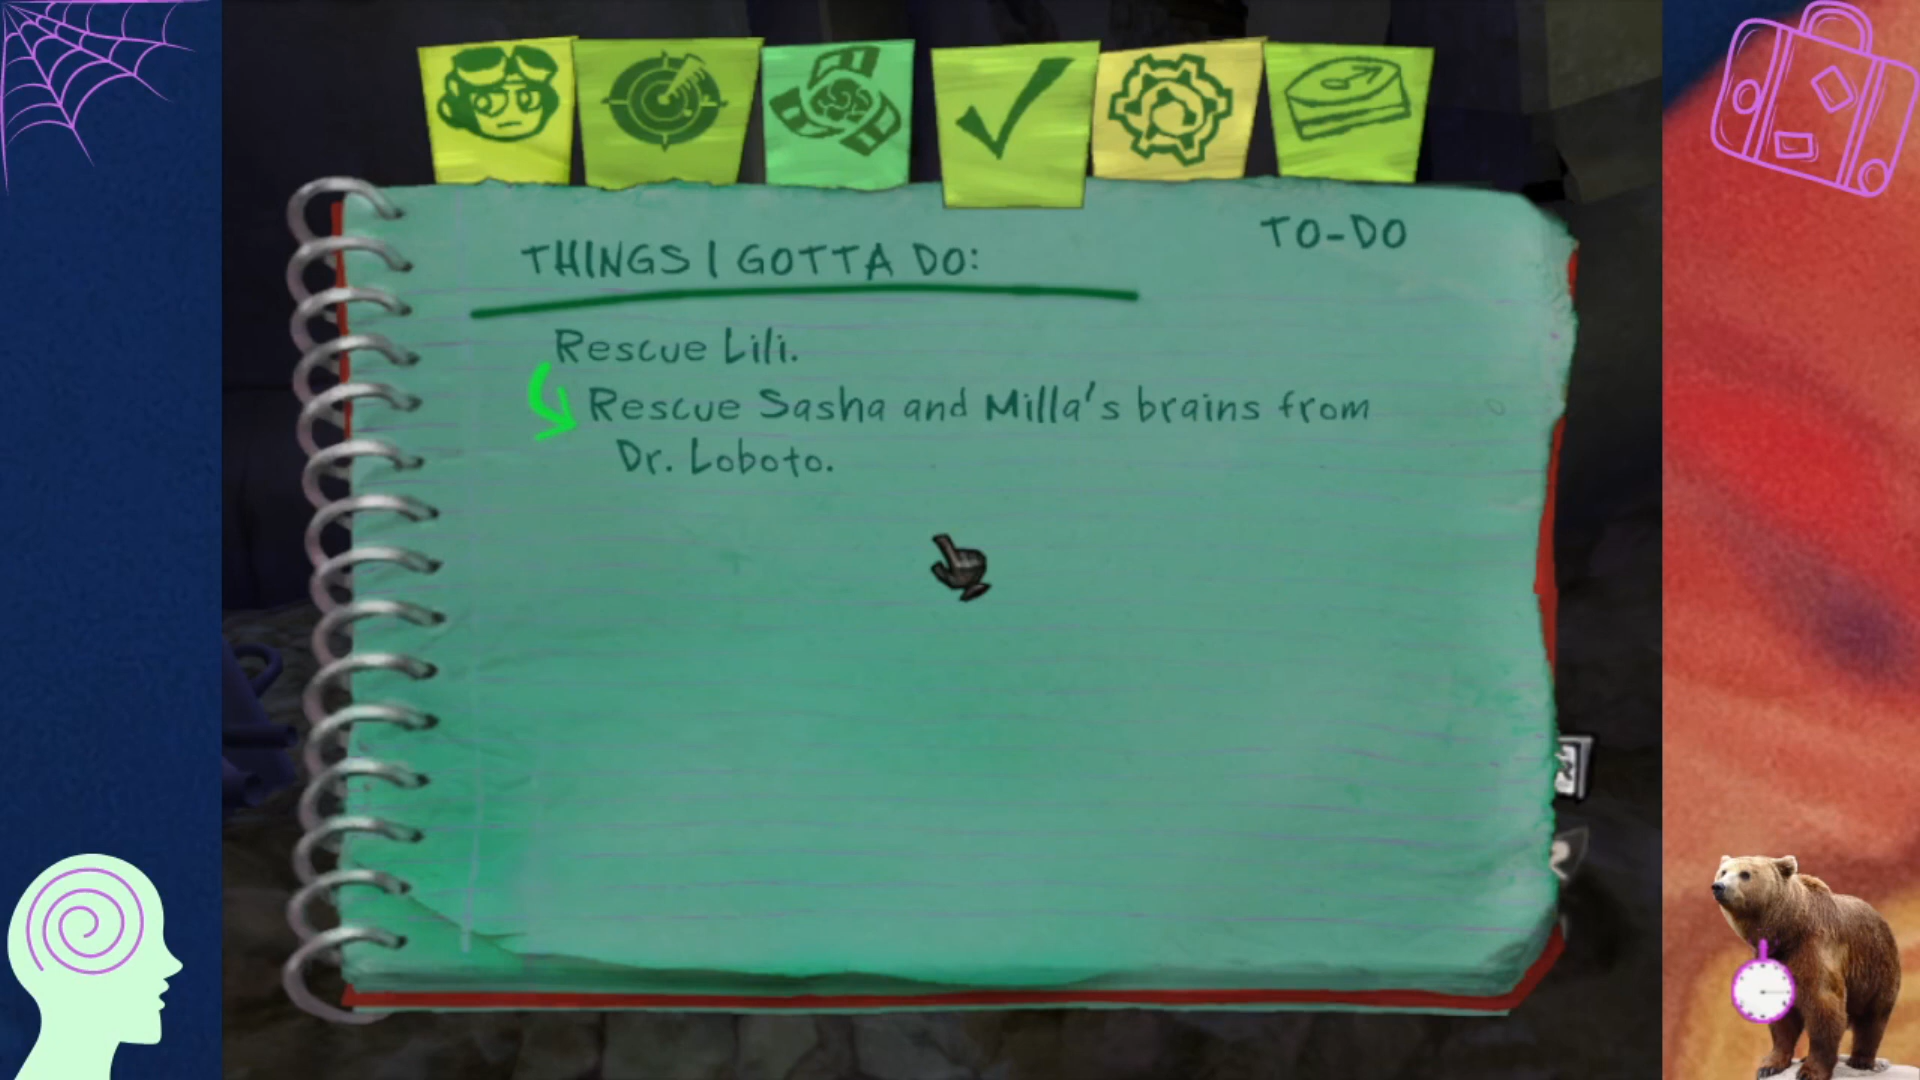 TO-DO
THINGS I GOTTA DO:
Rescue Lili.
Rescue Sasha and Milla's brains from
Dr. Loboto.